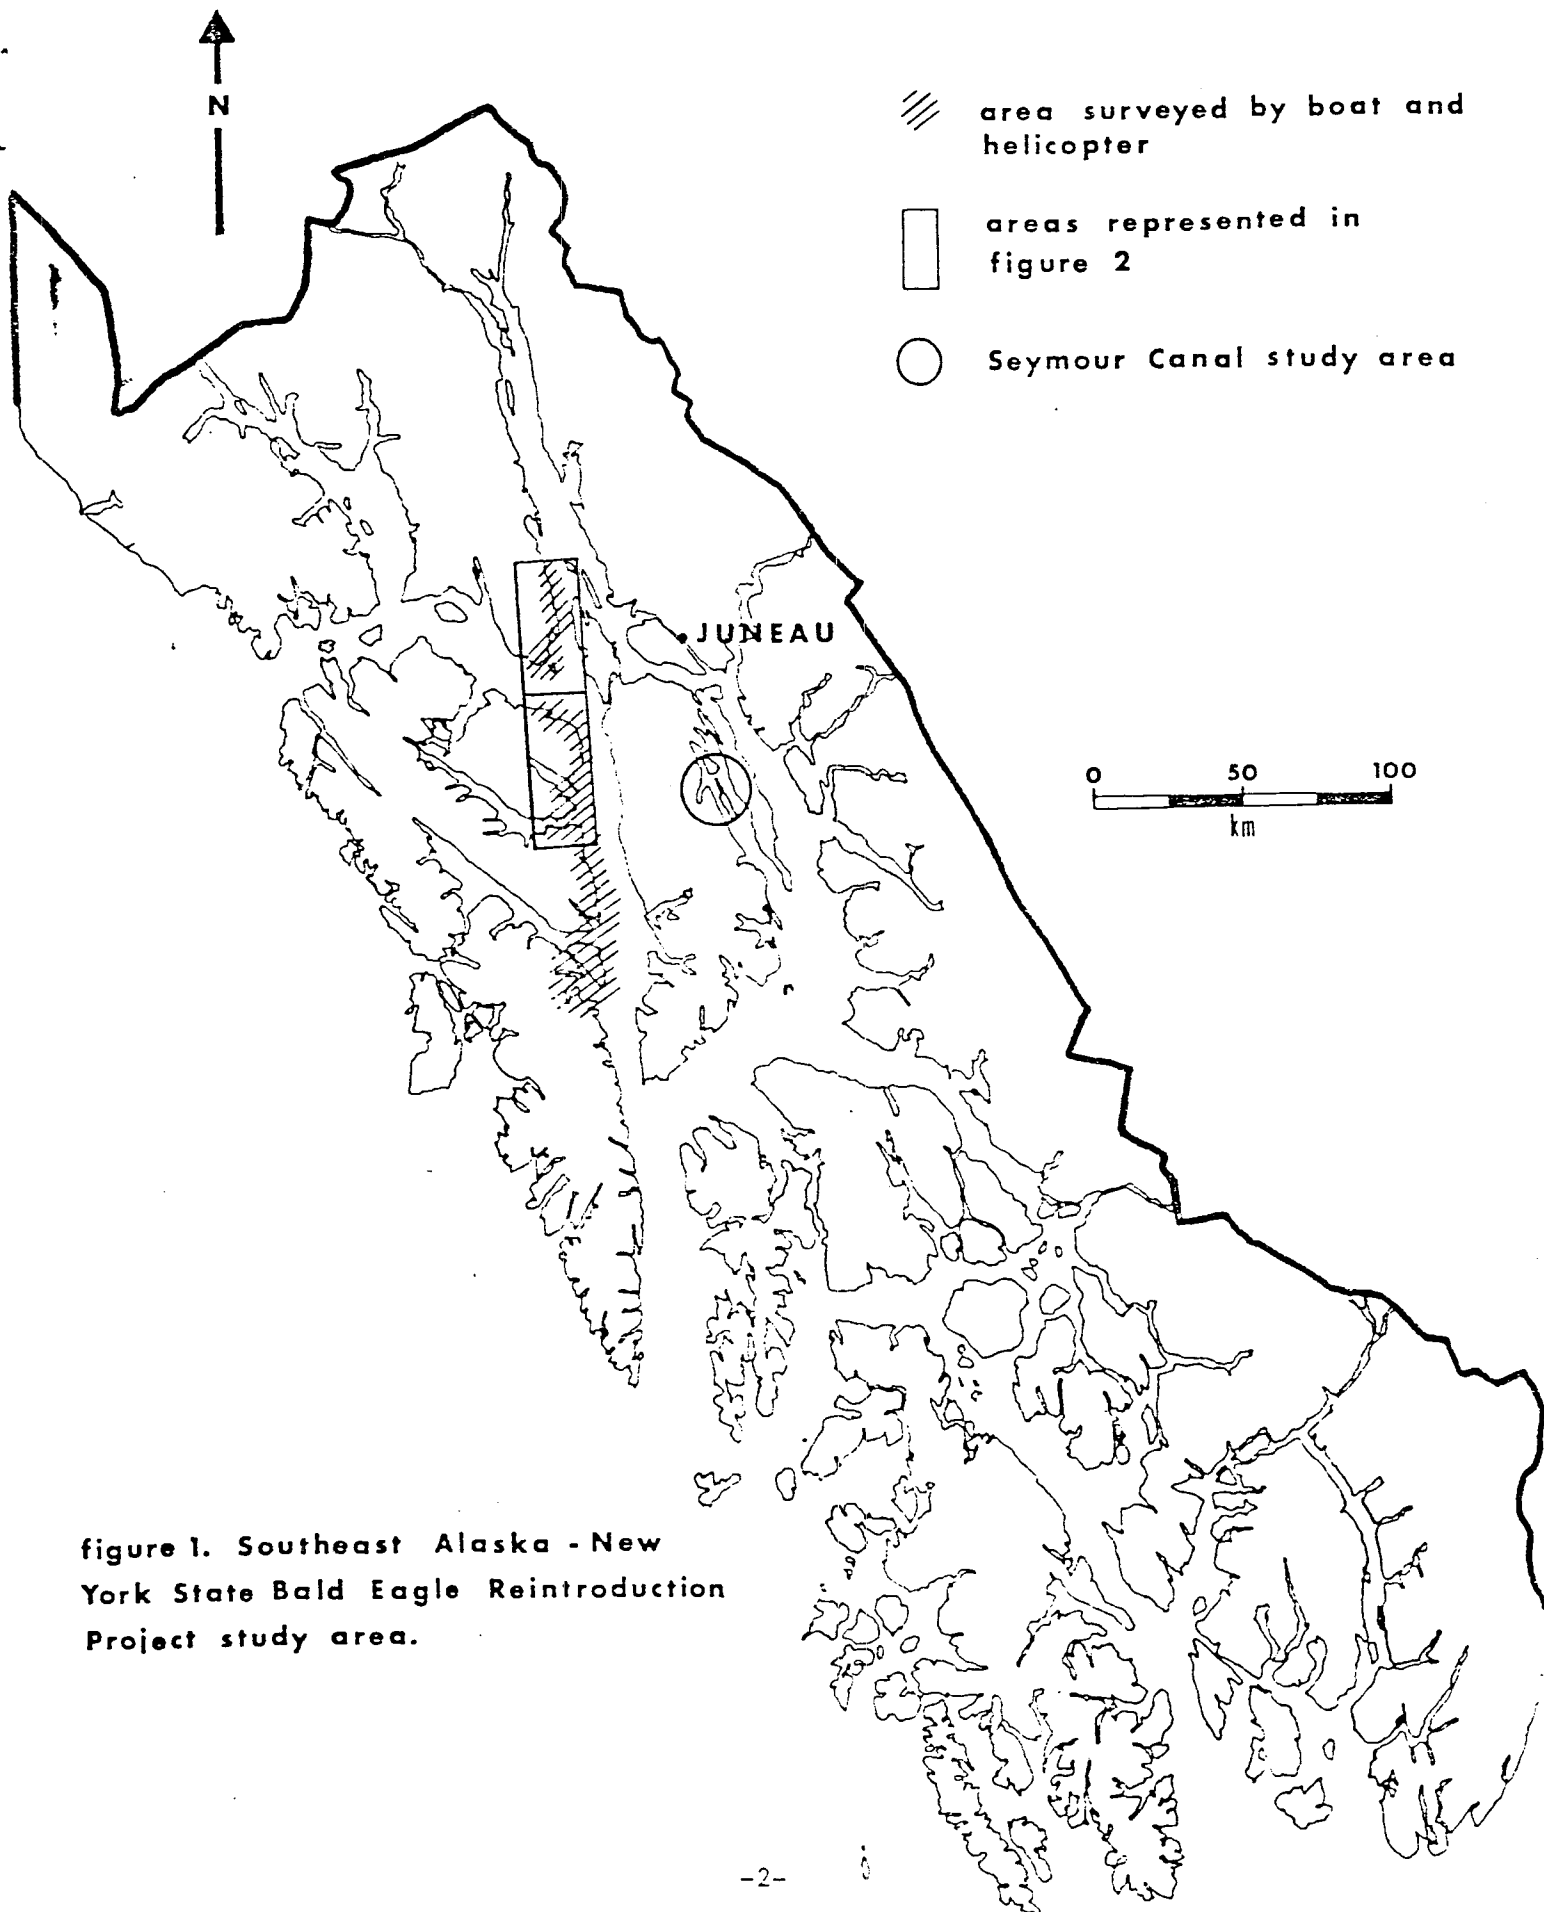 N
area surveyed by boat and
helicopter
areas represented in
figure 2
Seymour Canal study area
JUNEAU
0 50 100
km
figure 1. Southeast Alaska - New
York State Bald Eagle Reintroduction
Project study area.
-2-